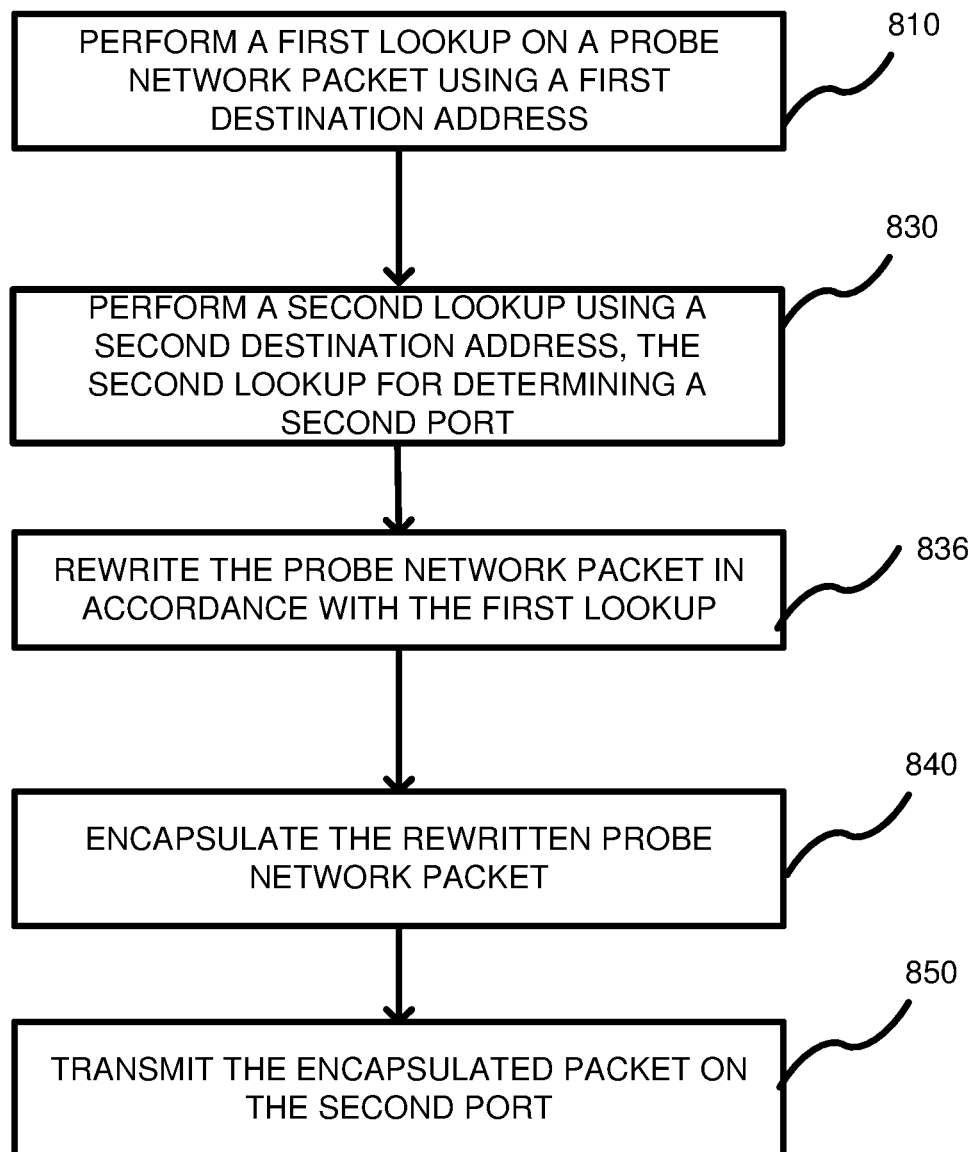 PERFORM A FIRST LOOKUP ON A PROBE
NETWORK PACKET USING A FIRST
DESTINATION ADDRESS
810
PERFORM A SECOND LOOKUP USING A
SECOND DESTINATION ADDRESS, THE
SECOND LOOKUP FOR DETERMINING A
SECOND PORT
830
REWRITE THE PROBE NETWORK PACKET IN
ACCORDANCE WITH THE FIRST LOOKUP
836
ENCAPSULATE THE REWRITTEN PROBE
NETWORK PACKET
840
TRANSMIT THE ENCAPSULATED PACKET ON
THE SECOND PORT
850